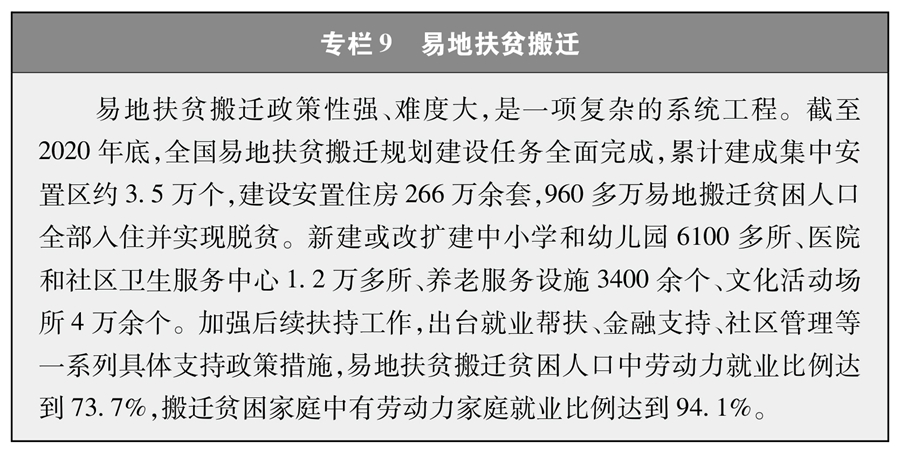 专栏9　易地扶贫搬迁
易地扶贫搬迁政策性强、难度大,是一项复杂的系统工程。截至
2020年底,全国易地扶贫搬迁规划建设任务全面完成,累计建成集中安
置区约3.5万个,建设安置住房266万余套,960多万易地搬迁贫困人口
全部入住并实现脱贫。新建或改扩建中小学和幼儿园6100多所、医院
和社区卫生服务中心1.2万多所、养老服务设施3400余个、文化活动场
所4万余个。加强后续扶持工作,出台就业帮扶、金融支持、社区管理等
一系列具体支持政策措施,易地扶贫搬迁贫困人口中劳动力就业比例达
到73.7%,搬迁贫困家庭中有劳动力家庭就业比例达到94.1%。